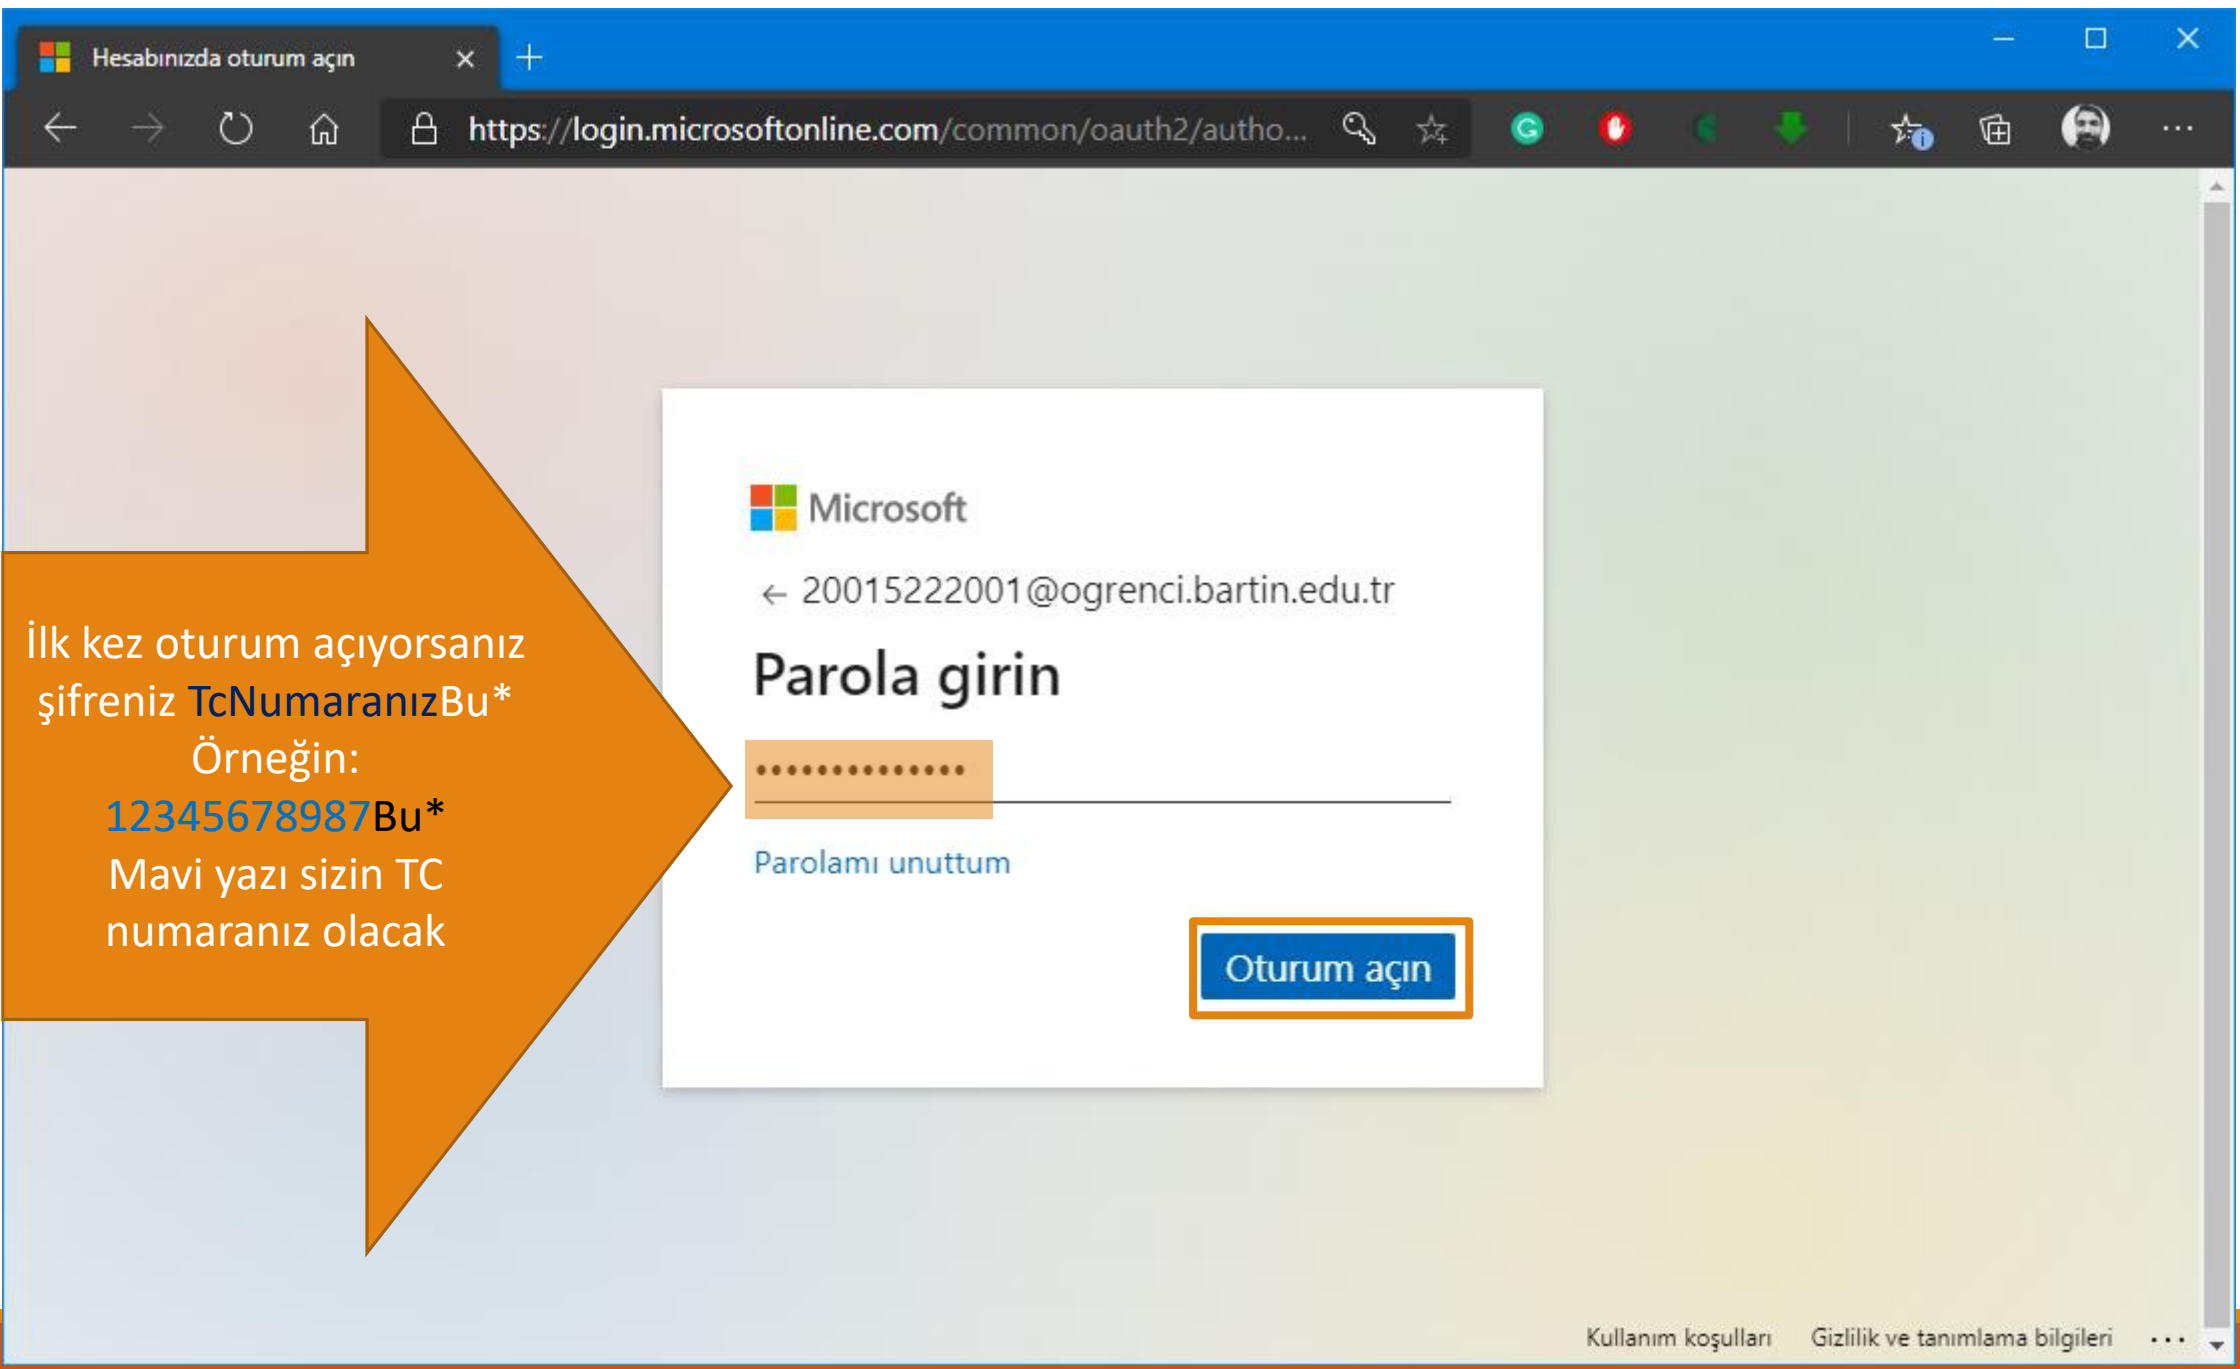 Hesabınızda oturum açın
https://login.microsoftonline.com/common/oauth2/autho...
Microsoft
20015222001@ogrenci.bartin.edu.tr
Parola girin
Parolamı unuttum
Oturum açın
İlk kez oturum açıyorsanız
şifreniz TcNumaranızBu*
Örneğin:
12345678987Bu*
Mavi yazı sizin TC
numaranız olacak
Kullanım koşulları Gizlilik ve tanımlama bilgileri ...